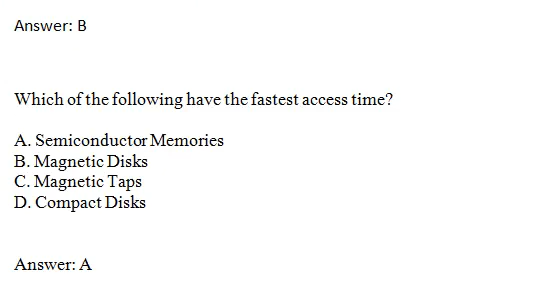 Answer: B
Which of the following have the fastest access time?
A. Semiconductor Memories
B. Magnetic Disks
C. Magnetic Taps
D. Compact Disks
Answer: A